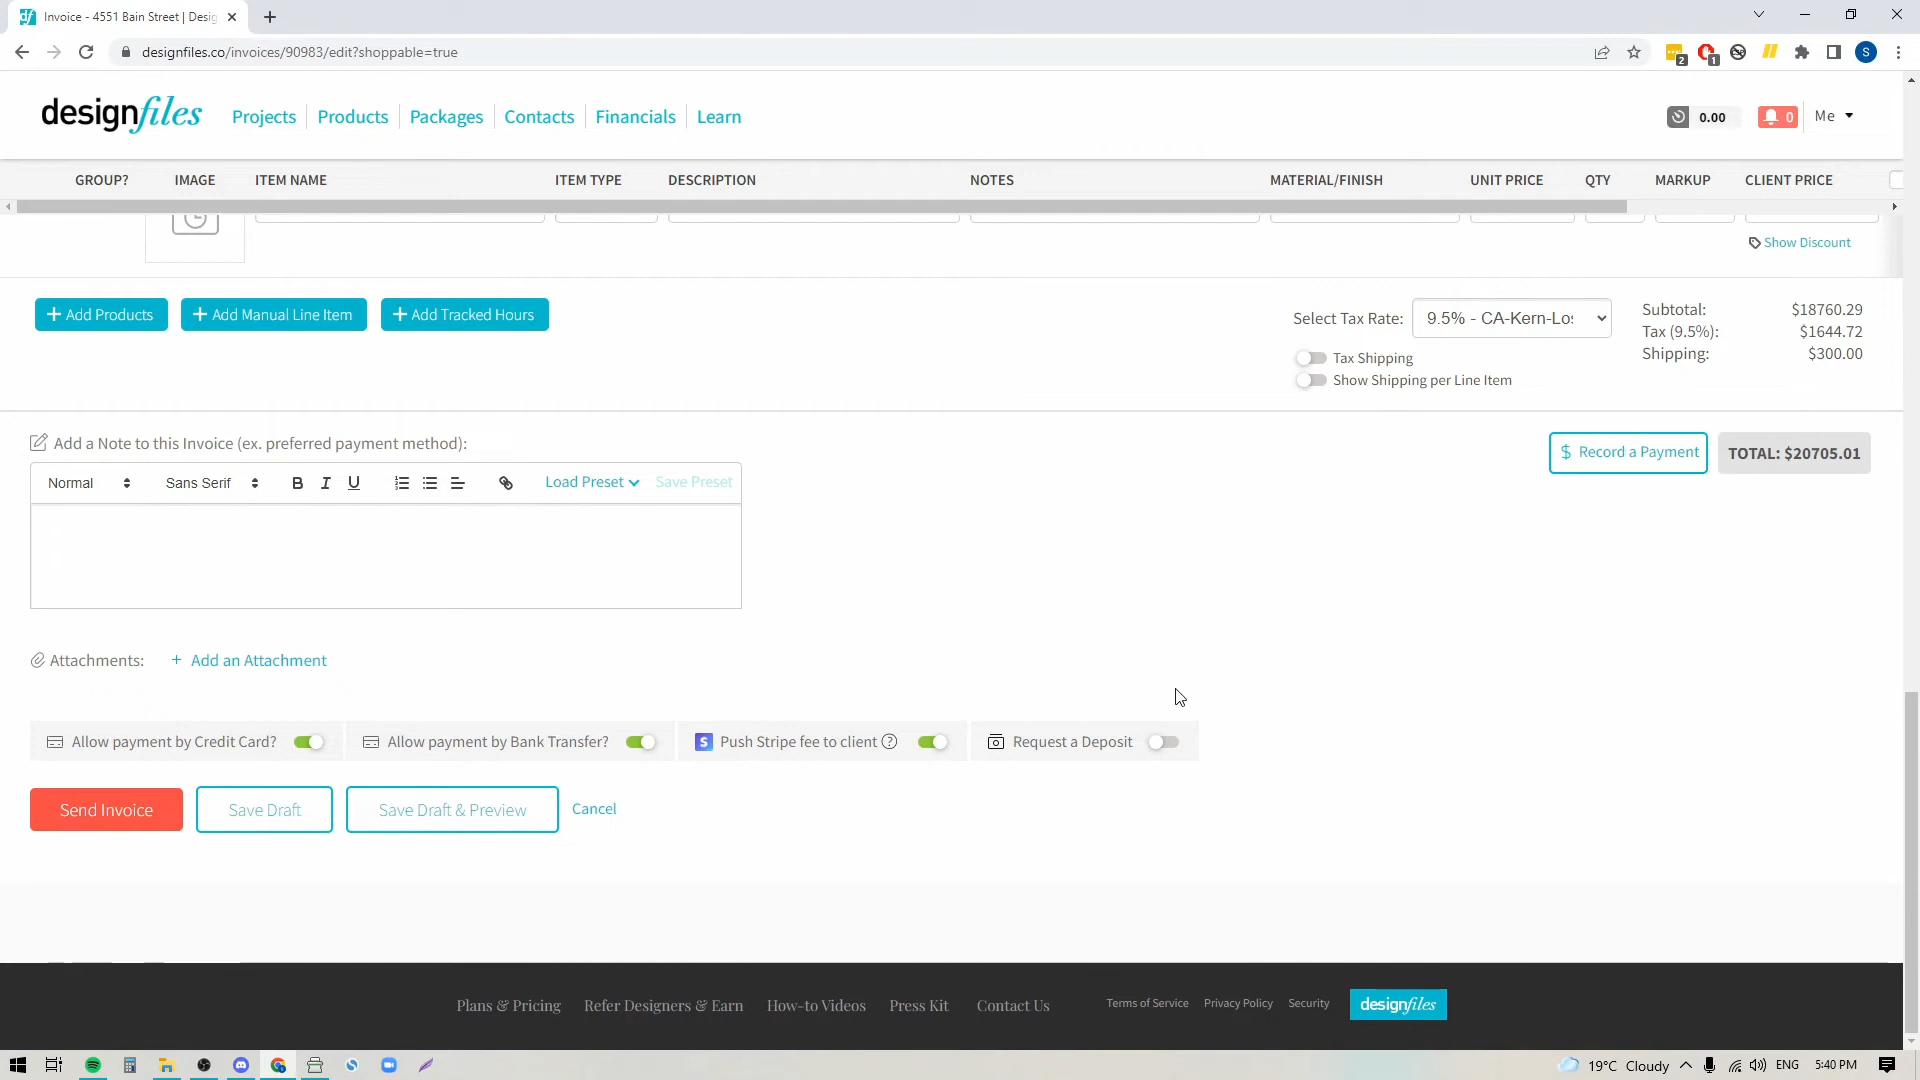 Invoice - 4551 Bain Street | Desig
designfiles.co/invoices/90983/edit?shoppable=true
2
1
S
designfiles
Projects
Products
Packages
Contacts
Financials
Learn
0.00
0
Me
GROUP?
IMAGE
ITEM NAME
ITEM TYPE
DESCRIPTION
NOTES
MATERIAL/FINISH
UNIT PRICE
QTY
MARKUP
CLIENT PRICE
Show Discount
+ Add Products
+ Add Manual Line Item
+ Add Tracked Hours
Select Tax Rate:
9.5% - CA-Kern-Los
Subtotal: $18760.29
Tax (9.5%): $1644.72
Shipping: $300.00
Tax Shipping
Show Shipping per Line Item
Add a Note to this Invoice (ex. preferred payment method):
$ Record a Payment
TOTAL: $20705.01
Normal
Sans Serif
B I U
Load Preset
Save Preset
Attachments:
+ Add an Attachment
Allow payment by Credit Card?
Allow payment by Bank Transfer?
S Push Stripe fee to client ?
Request a Deposit
Send Invoice
Save Draft
Save Draft & Preview
Cancel
Plans & Pricing
Refer Designers & Earn
How-to Videos
Press Kit
Contact Us
Terms of Service
Privacy Policy
Security
designfiles
19°C Cloudy
ENG
5:40 PM